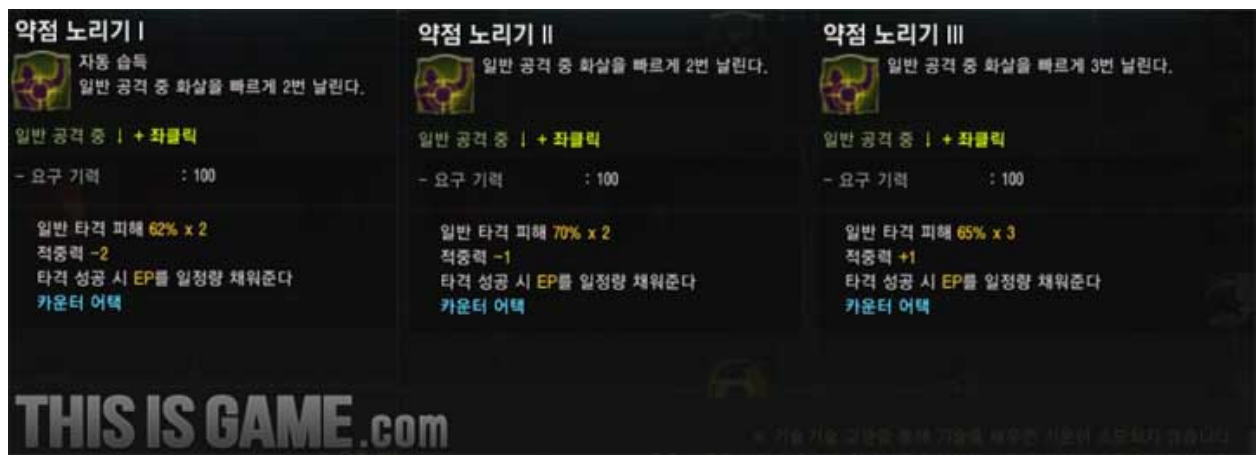 약점 노리기 I
자동 습득
일반 공격 중 화살을 빠르게 2번 날린다.
일반 공격 중 ↓ + 좌클릭
- 요구 기력 : 100
일반 타격 피해 62% x 2
적중력 -2
타격 성공 시 EP를 일정량 채워준다
카운터 어택
약점 노리기 II
일반 공격 중 화살을 빠르게 2번 날린다.
일반 공격 중 ↓ + 좌클릭
- 요구 기력 : 100
일반 타격 피해 70% x 2
적중력 -1
타격 성공 시 EP를 일정량 채워준다
카운터 어택
약점 노리기 III
일반 공격 중 화살을 빠르게 3번 날린다.
일반 공격 중 ↓ + 좌클릭
- 요구 기력 : 100
일반 타격 피해 65% x 3
적중력 +1
타격 성공 시 EP를 일정량 채워준다
카운터 어택
THIS IS GAME.com